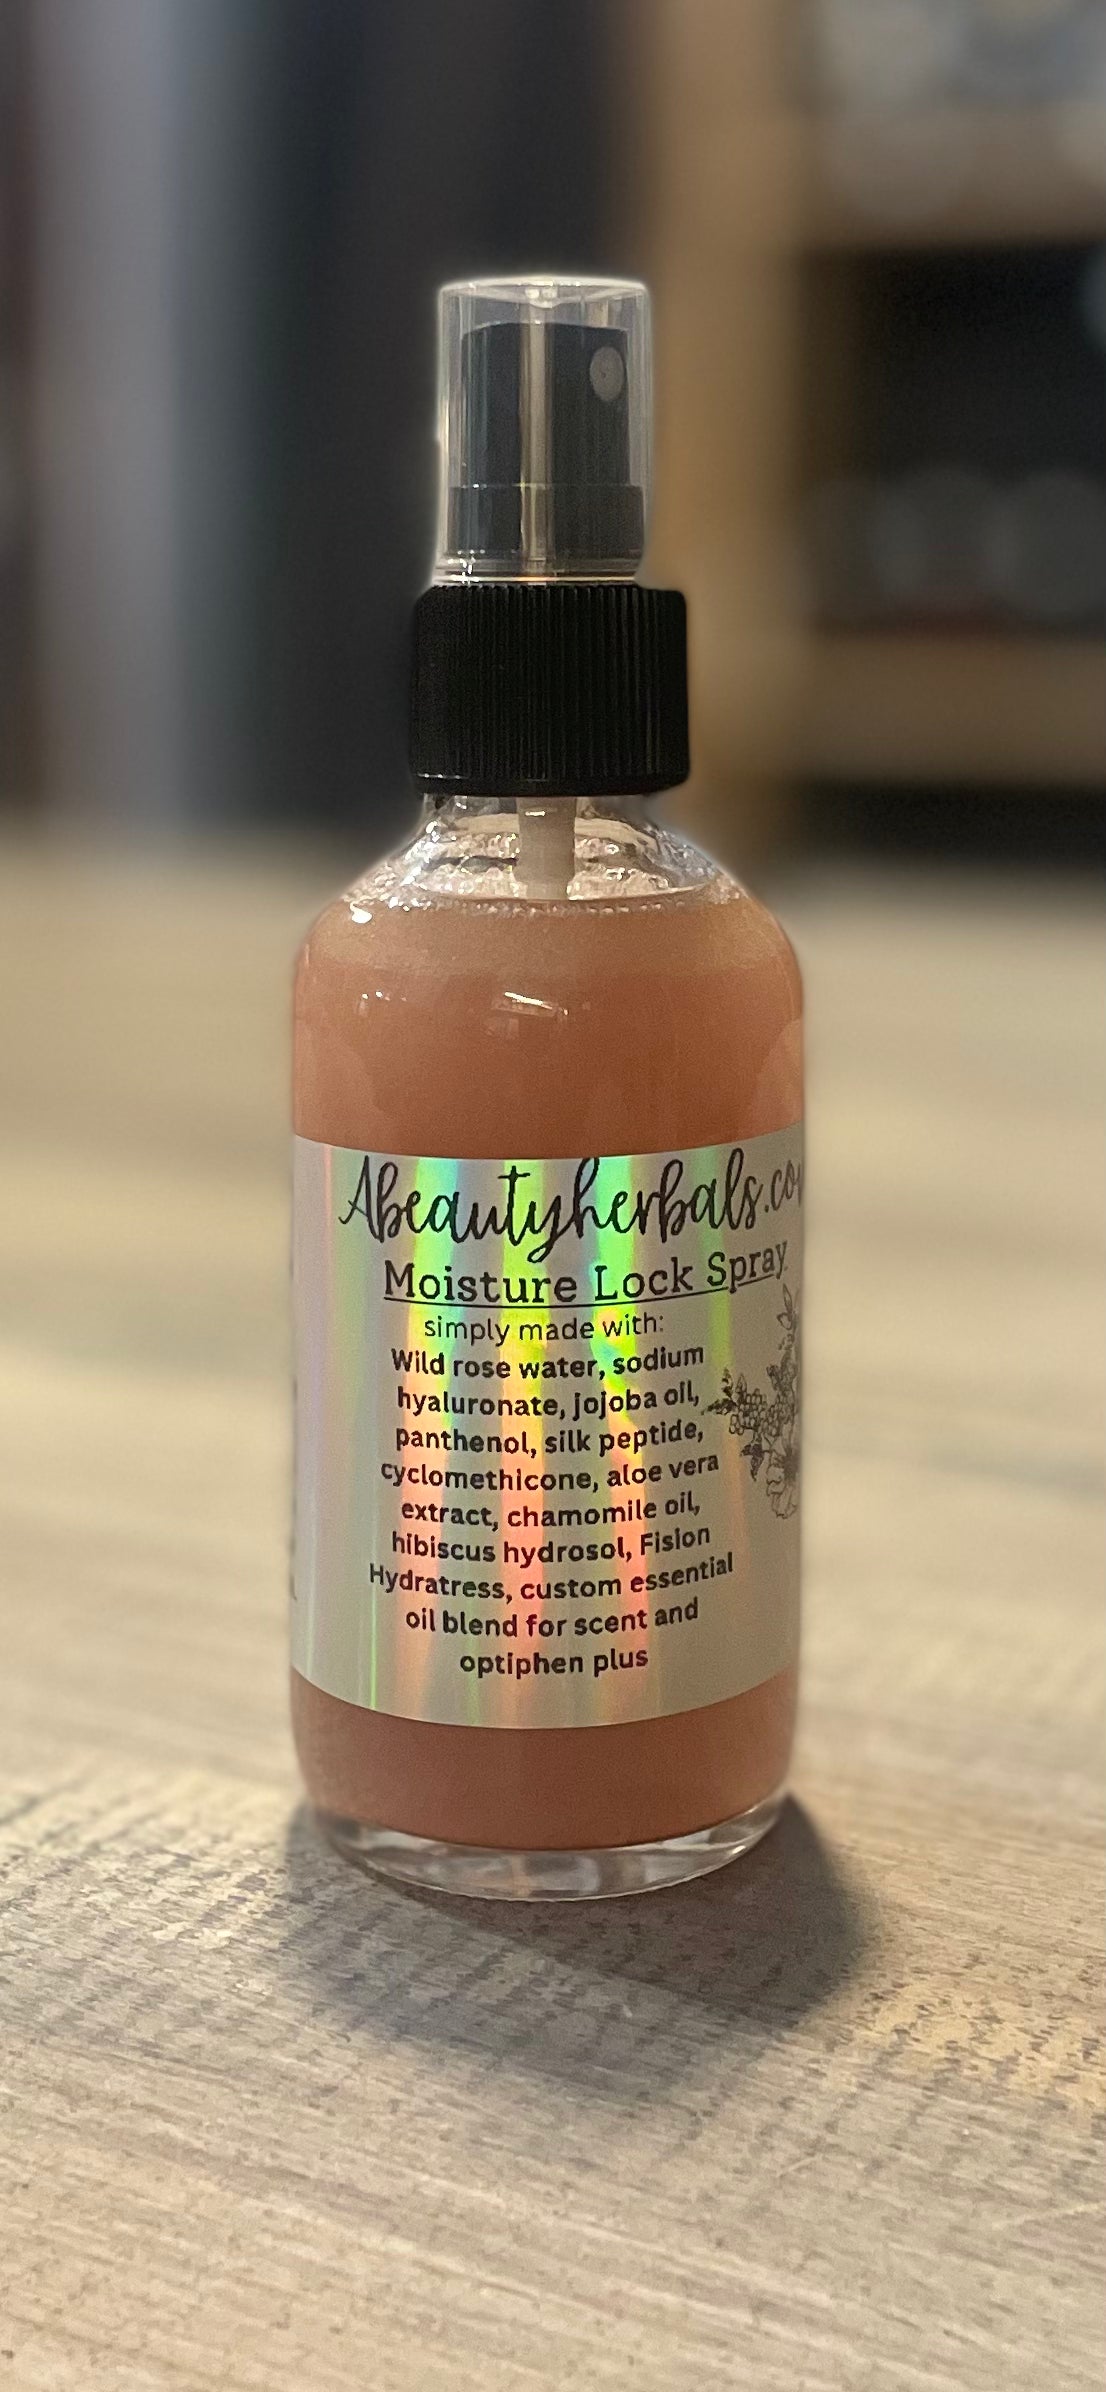 Abeautyherbals.co
Moisture Lock Spray
simply made with:
Wild rose water, sodium
hyaluronate, jojoba oil,
panthenol, silk peptide,
cyclomethicone, aloe vera
extract, chamomile oil,
hibiscus hydrosol, Fision
Hydratress, custom essential
oil blend for scent and
optiphen plus